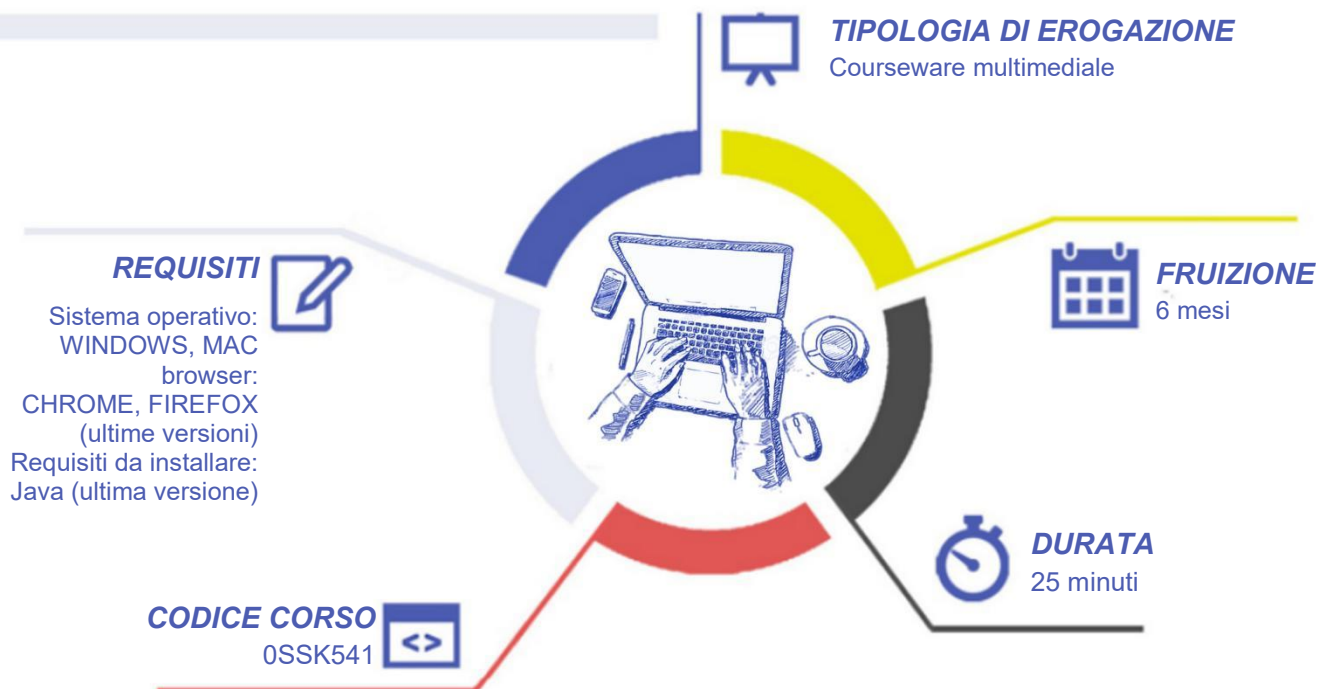 TIPOLOGIA DI EROGAZIONE
Courseware multimediale
REQUISITI
Sistema operativo:
WINDOWS, MAC
browser:
CHROME, FIREFOX
(ultime versioni)
Requisiti da installare:
Java (ultima versione)
FRUIZIONE
6 mesi
DURATA
25 minuti
CODICE CORSO
0SSK541
<>